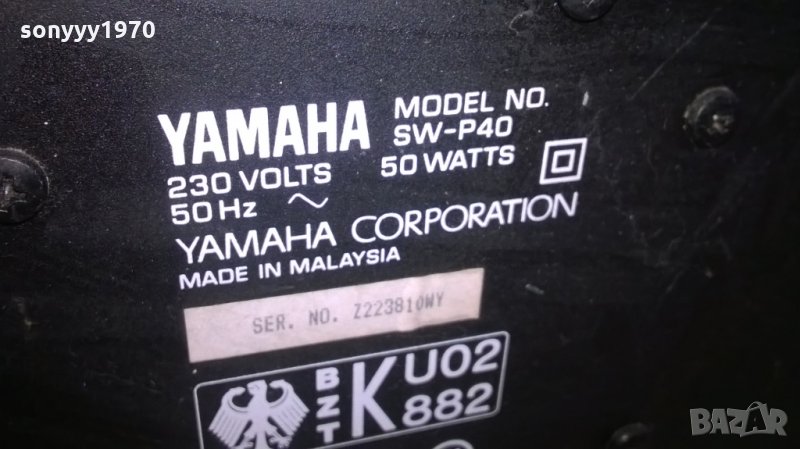 sonyyy1970
YAMAHA
MODEL NO.
SW-P40
230 VOLTS
50 WATTS
50 Hz ~
YAMAHA CORPORATION
MADE IN MALAYSIA
SER. NO. Z223810WY
BZT
K
U02
882
BAZAR